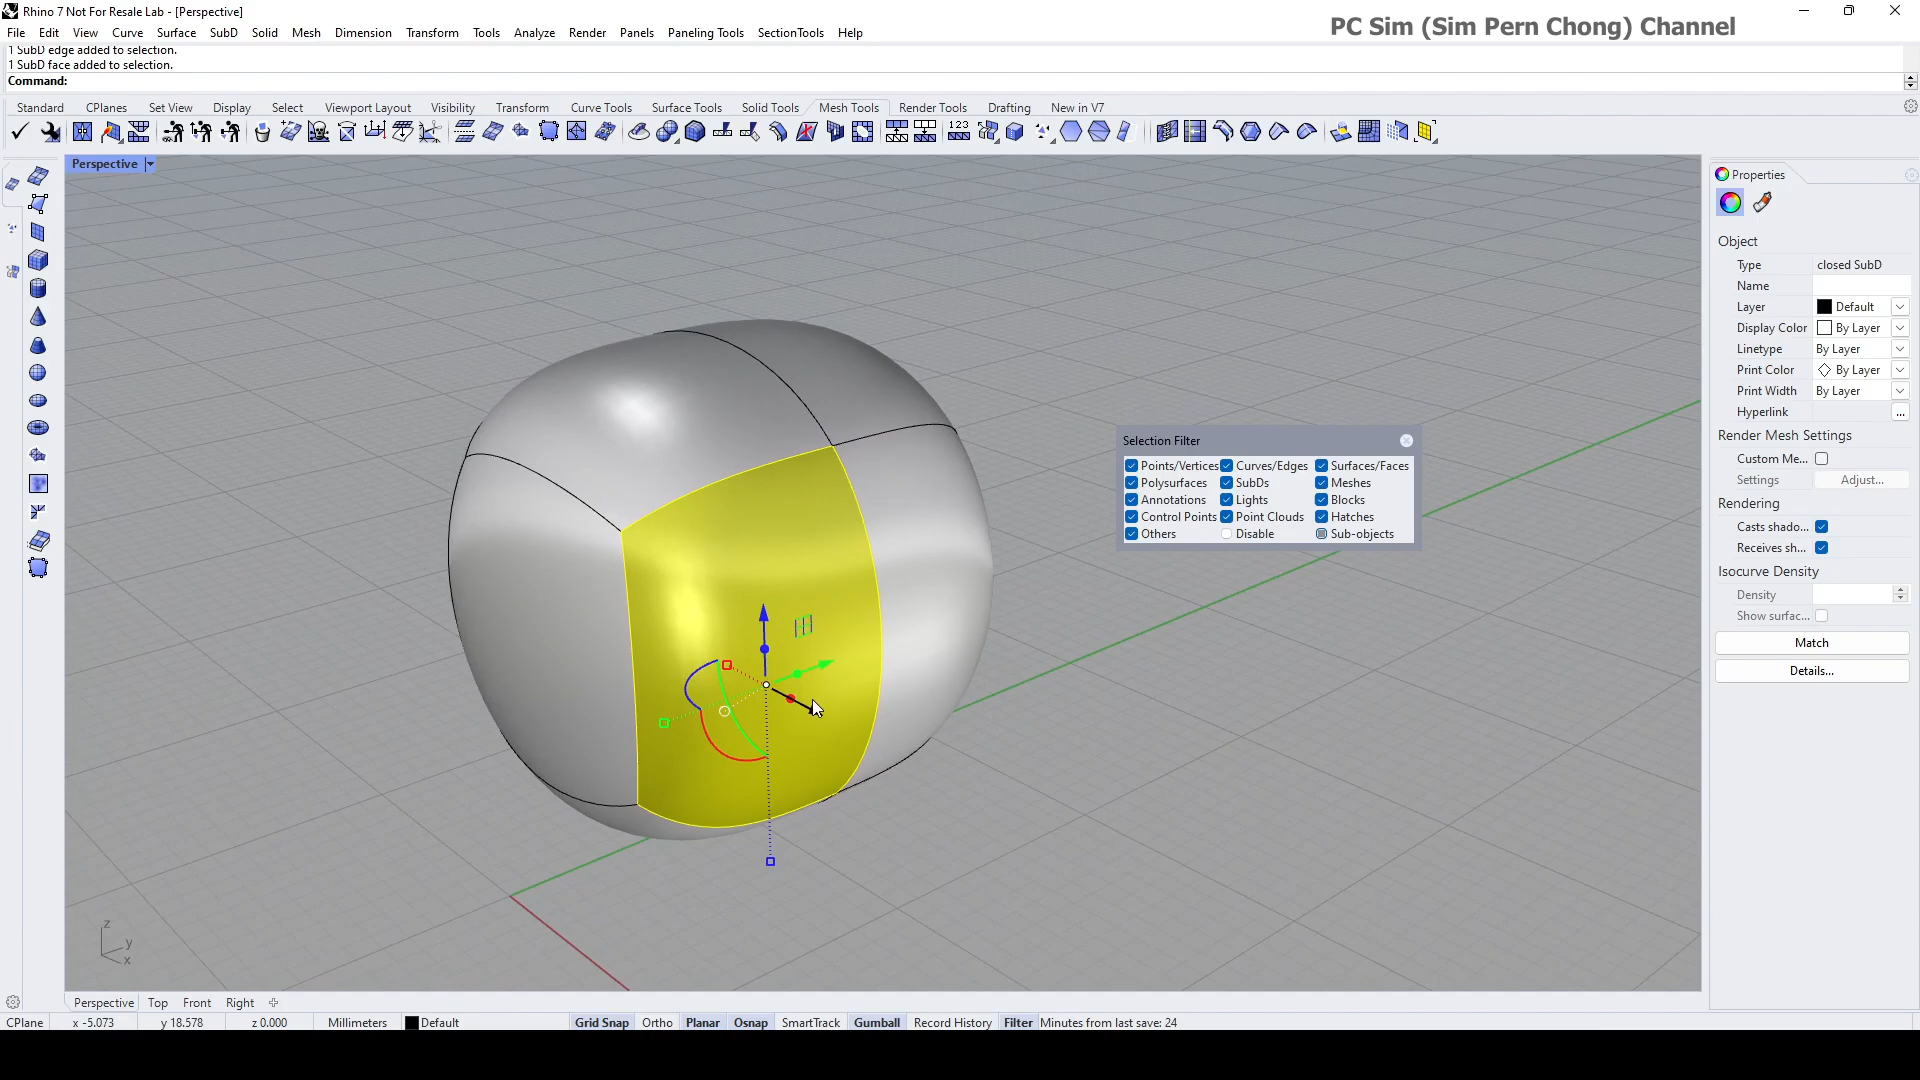 Rhino 7 Not For Resale Lab - [Perspective]
PC Sim (Sim Pern Chong) Channel
File Edit View Curve Surface SubD Solid Mesh Dimension Transform Tools Analyze Render Panels Paneling Tools SectionTools Help
1 SubD edge added to selection.
1 SubD face added to selection.
Command:
Standard CPlanes Set View Display Select Viewport Layout Visibility Transform Curve Tools Surface Tools Solid Tools Mesh Tools Render Tools Drafting New in V7
123
Perspective
Properties
Object
Type closed SubD
Name
Layer Default
Display Color By Layer
Linetype By Layer
Print Color By Layer
Print Width By Layer
Hyperlink ...
Render Mesh Settings
Custom Me...
Settings Adjust...
Rendering
Casts shado...
Receives sh...
Isocurve Density
Density
Show surfac...
Match
Details...
Selection Filter
Points/Vertices Curves/Edges Surfaces/Faces
Polysurfaces SubDs Meshes
Annotations Lights Blocks
Control Points Point Clouds Hatches
Others Disable Sub-objects
z
y
x
Perspective Top Front Right
CPlane x -5.073 y 18.578 z 0.000 Millimeters Default Grid Snap Ortho Planar Osnap SmartTrack Gumball Record History Filter Minutes from last save: 24